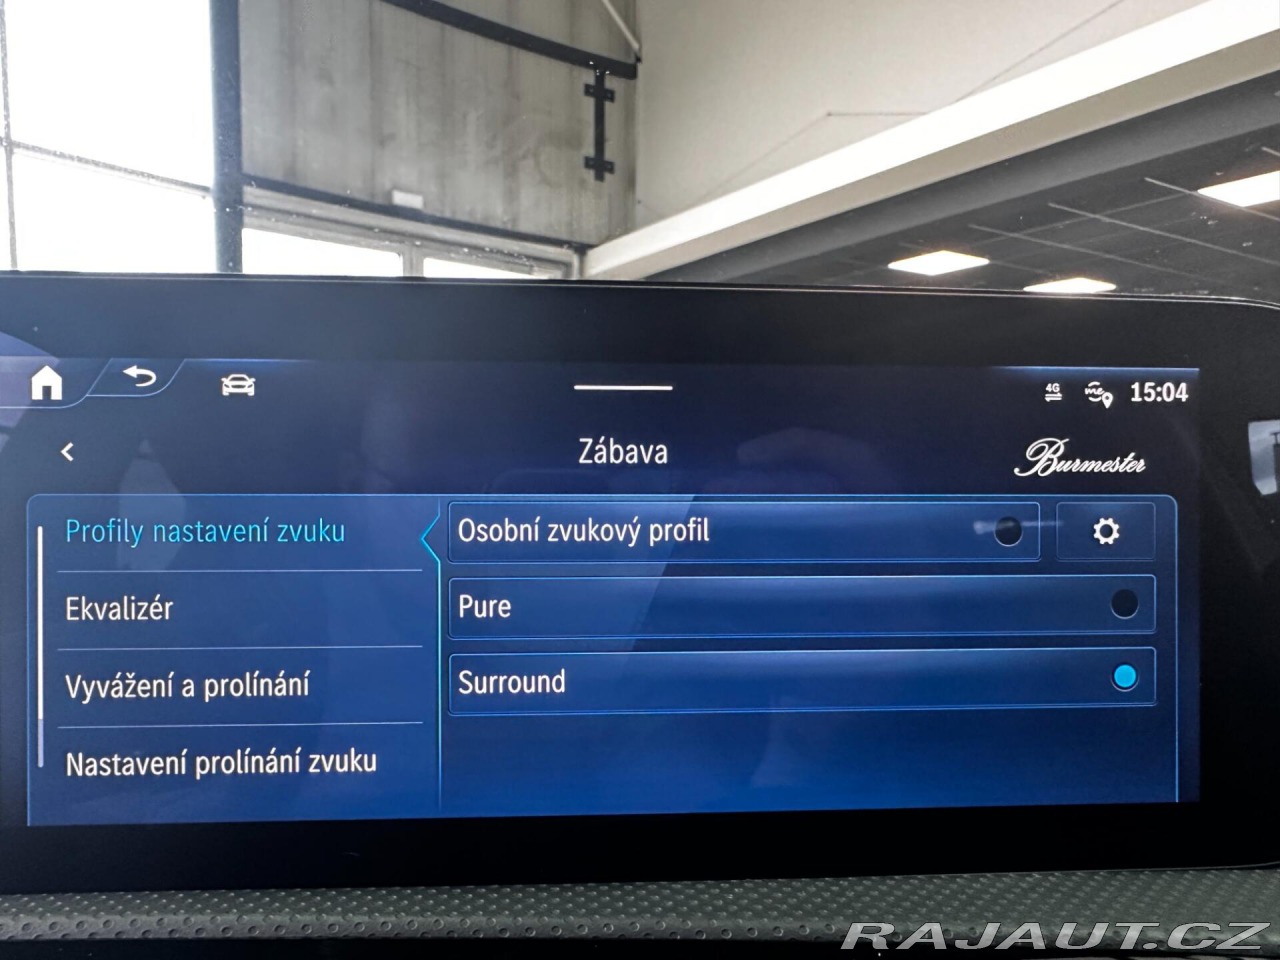 4G
me
15:04
Zábava
Burmester
Profily nastavení zvuku
Osobní zvukový profil
Ekvalizér
Pure
Vyvážení a prolínání
Surround
Nastavení prolínání zvuku
RAJAUT.CZ